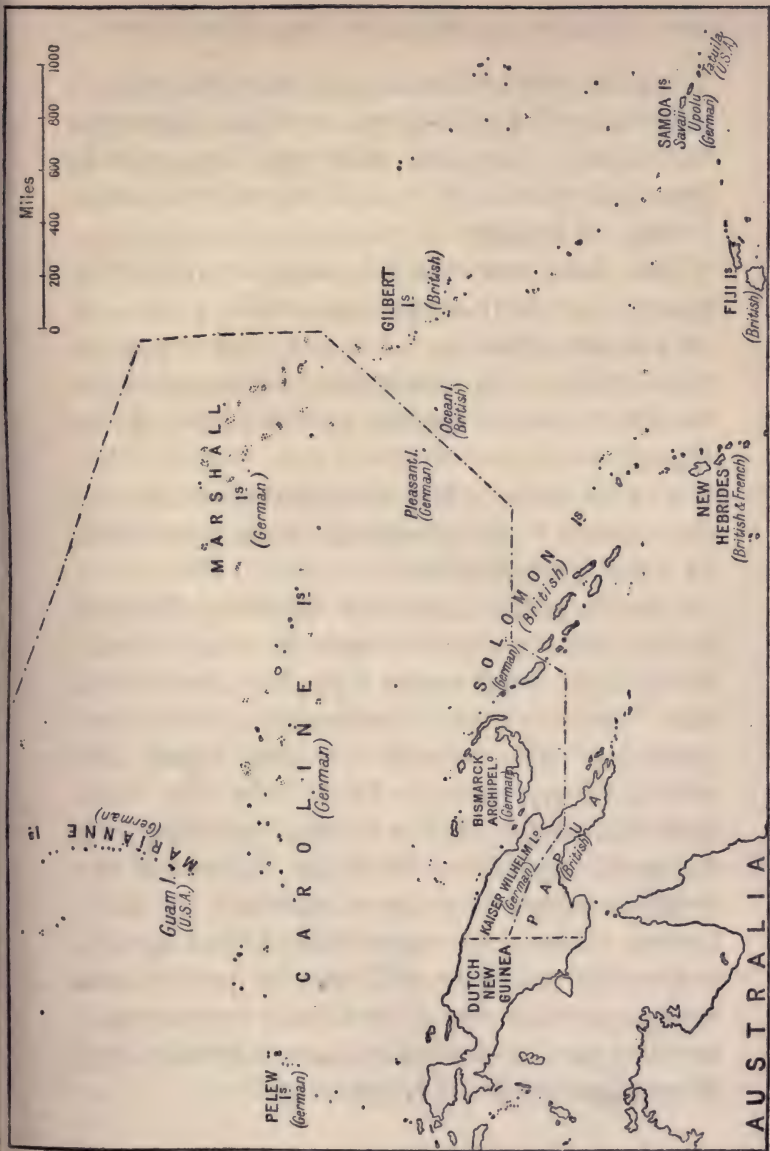 Miles
0 200 400 600 800 1000
MARIANNE IS
(German)
Guam I.
(U.S.A.)
MARSHALL
IS
(German)
PELEW
IS
(German)
CAROLINE IS
(German)
GILBERT
IS
(British)
Pleasant I.
(German)
Ocean I.
(British)
BISMARCK
ARCHIPELO
(German)
SOLOMON IS
(German)
(British)
DUTCH
NEW
GUINEA
KAISER WILHELM LD
(German)
PAPUA
(British)
SAMOA IS
Savaii
Upolu
(German)
Tutuila
(U.S.A)
NEW
HEBRIDES
(British & French)
FIJI IS
(British)
AUSTRALIA